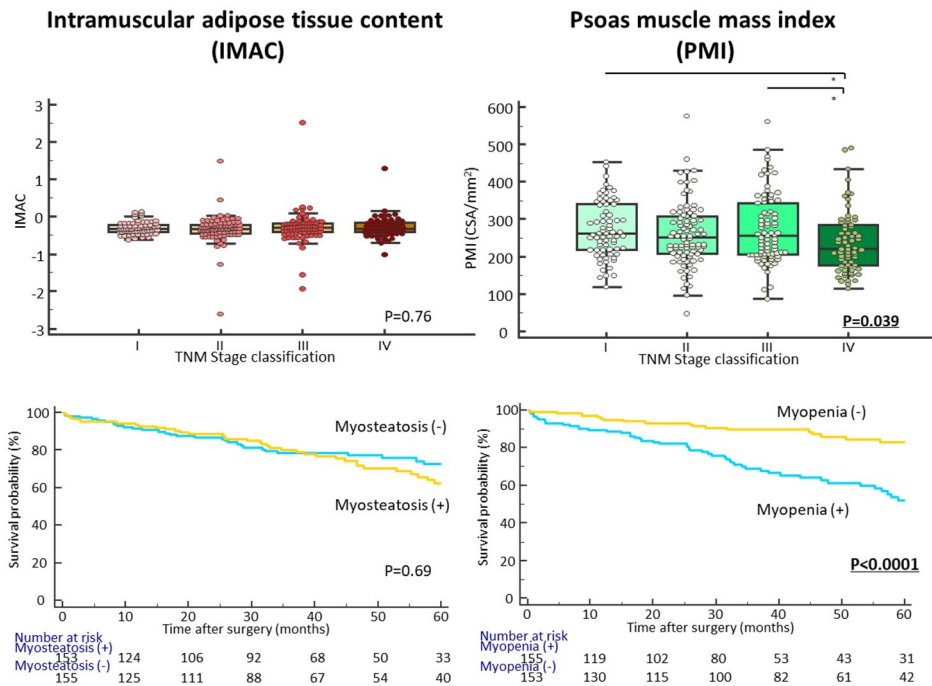 Intramuscular adipose tissue content
(IMAC)
3
2
1
0
-1
-2
-3
IMAC
P=0.76
I II III IV
TNM Stage classification
Psoas muscle mass index
(PMI)
*
*
600
500
400
300
200
100
0
PMI (CSA/mm²)
P=0.039
I II III IV
TNM Stage classification
100
80
60
40
20
0
Survival probability (%)
Myosteatosis (-)
Myosteatosis (+)
P=0.69
0 10 20 30 40 50 60
Time after surgery (months)
Number at risk
Myosteatosis (+)
153 124 106 92 68 50 33
Myosteatosis (-)
155 125 111 88 67 54 40
100
80
60
40
20
0
Survival probability (%)
Myopenia (-)
Myopenia (+)
P<0.0001
0 10 20 30 40 50 60
Time after surgery (months)
Number at risk
Myopenia (+)
155 119 102 80 53 43 31
Myopenia (-)
153 130 115 100 82 61 42